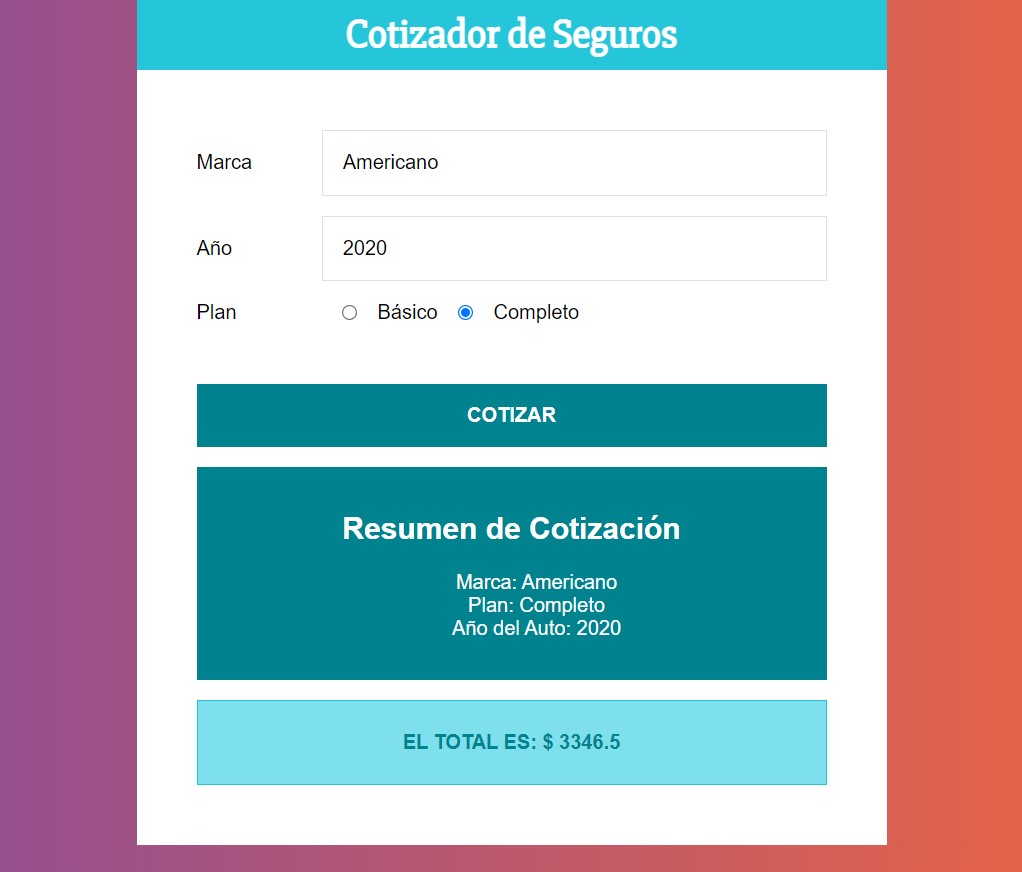 Cotizador de Seguros
Marca
Americano
Año
2020
Plan
Básico
Completo
COTIZAR
Resumen de Cotización
Marca: Americano
Plan: Completo
Año del Auto: 2020
EL TOTAL ES: $ 3346.5